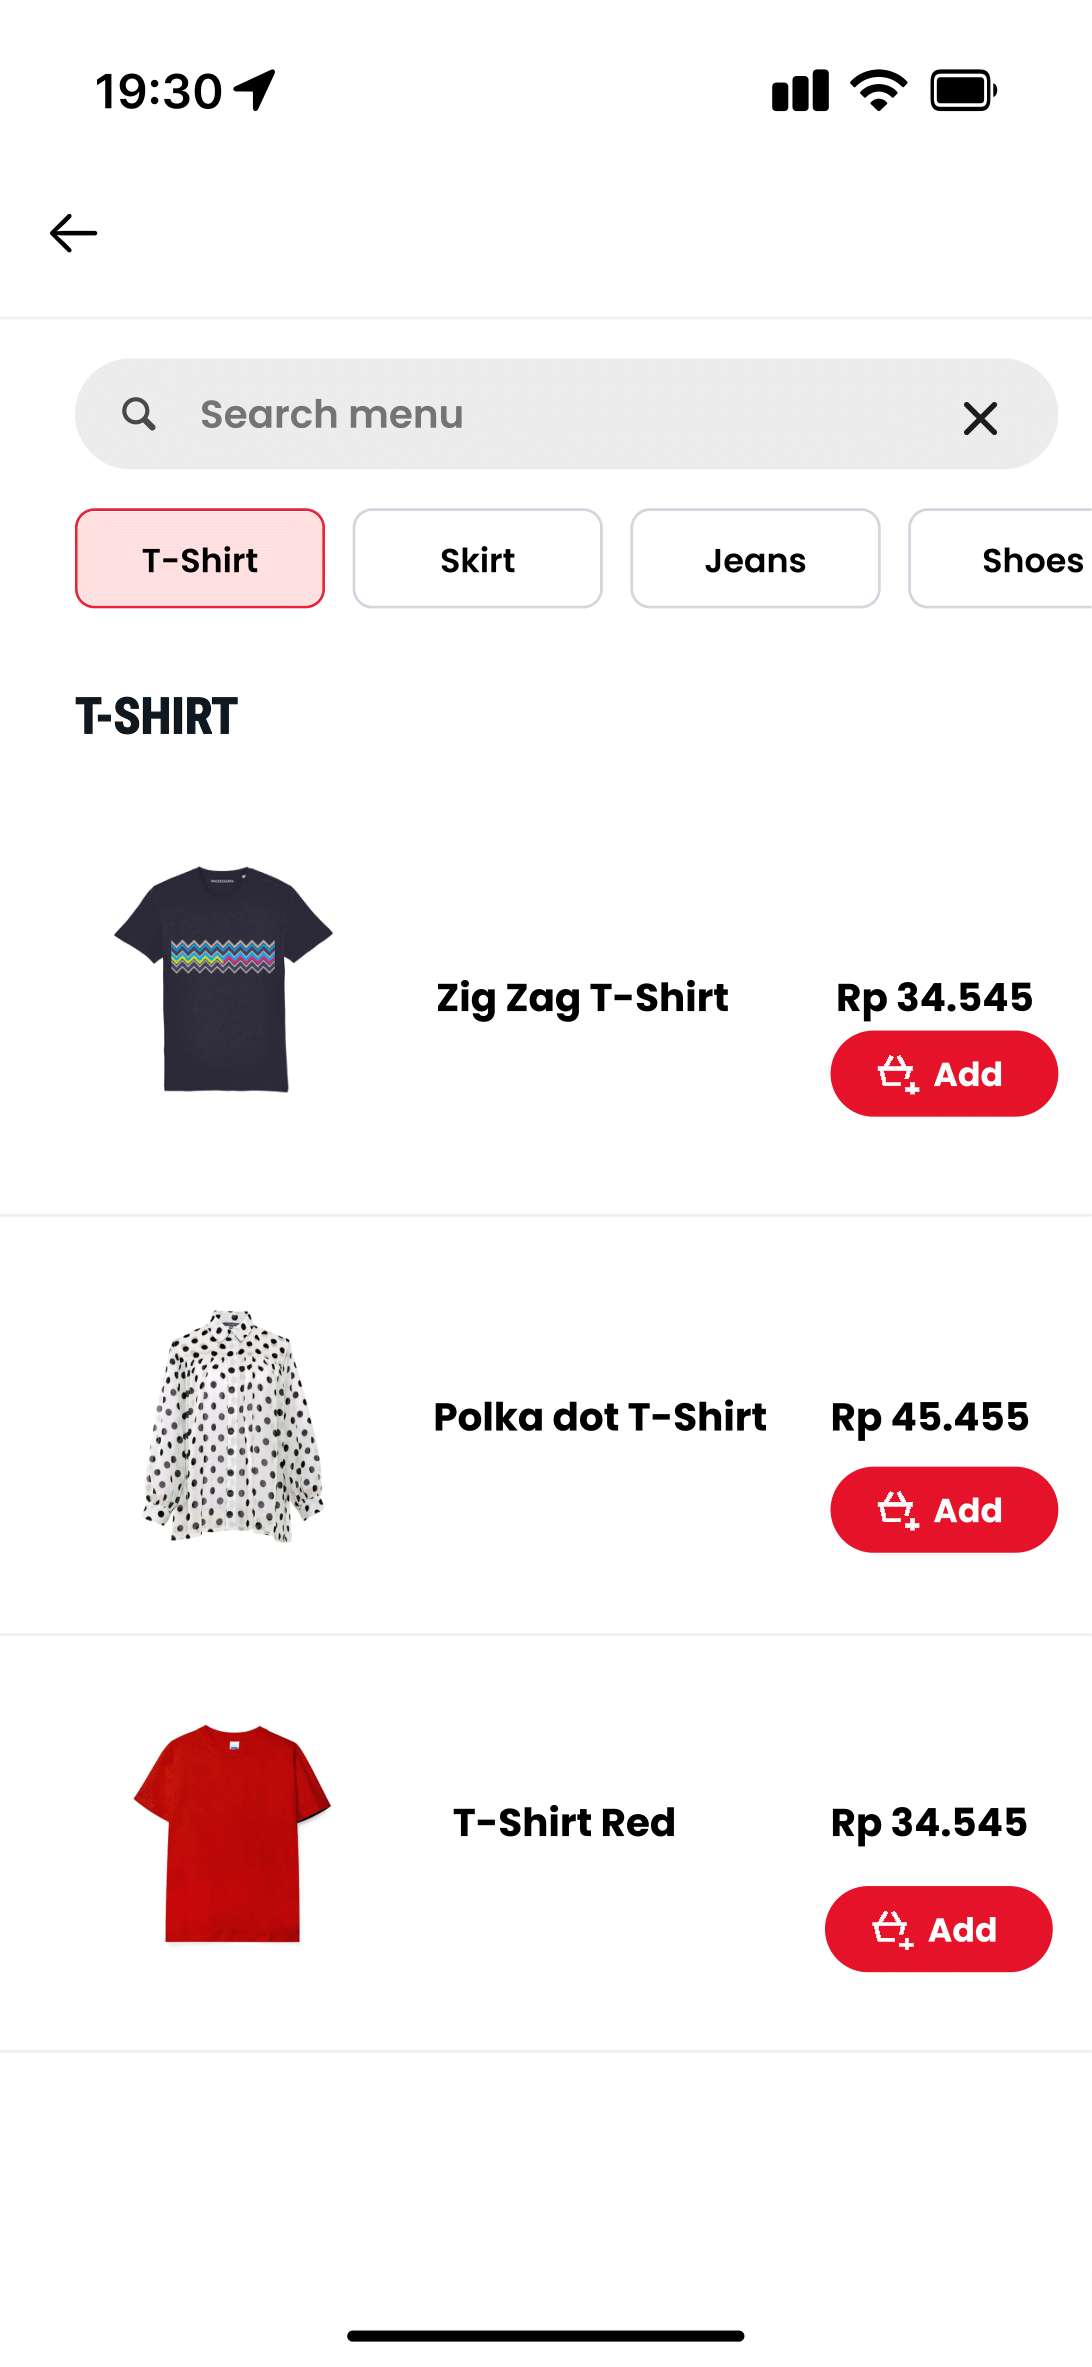 19:30
Search menu
T-Shirt Skirt Jeans Shoes
T-SHIRT
Zig Zag T-Shirt Rp 34.545
Add
Polka dot T-Shirt Rp 45.455
Add
T-Shirt Red Rp 34.545
Add